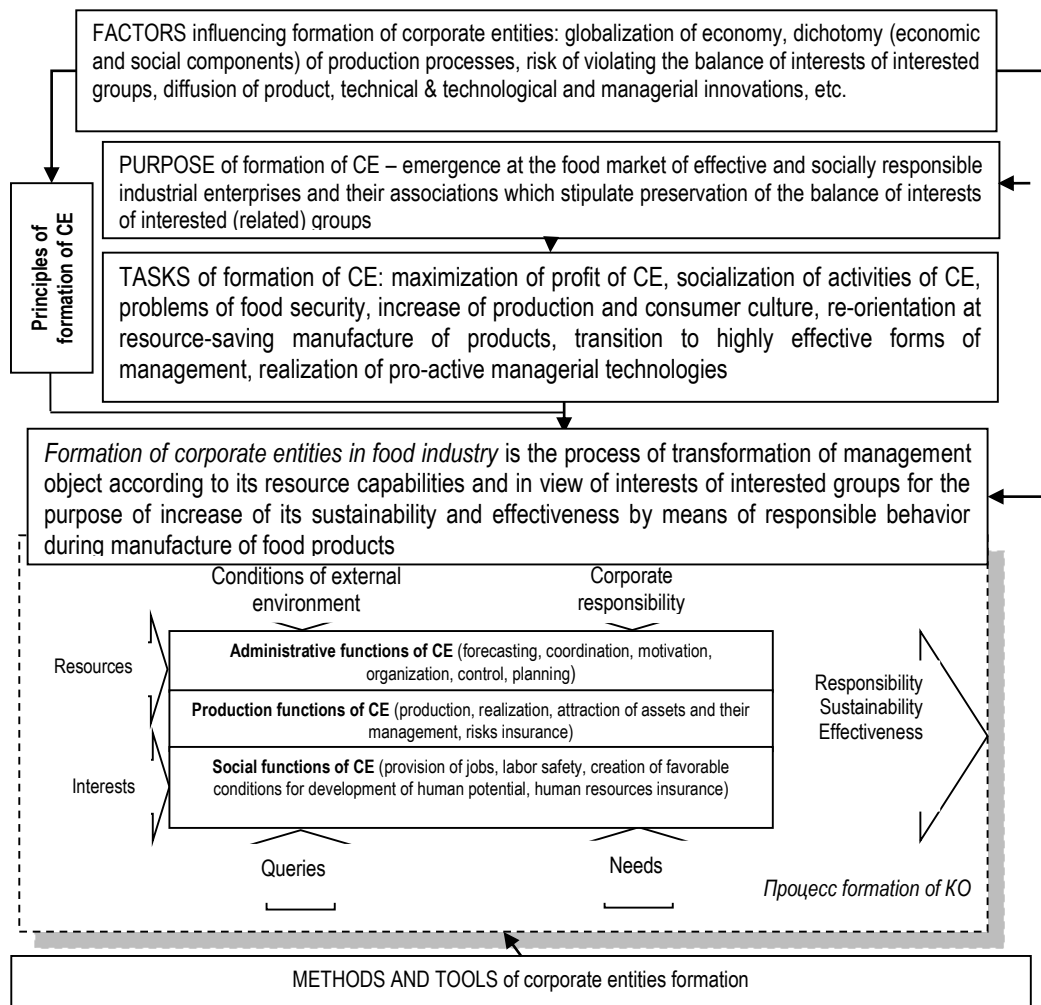 FACTORS influencing formation of corporate entities: globalization of economy, dichotomy (economic
and social components) of production processes, risk of violating the balance of interests of interested
groups, diffusion of product, technical & technological and managerial innovations, etc.
PURPOSE of formation of CE – emergence at the food market of effective and socially responsible
industrial enterprises and their associations which stipulate preservation of the balance of interests
of interested (related) groups
Principles of
formation of CE
TASKS of formation of CE: maximization of profit of CE, socialization of activities of CE,
problems of food security, increase of production and consumer culture, re-orientation at
resource-saving manufacture of products, transition to highly effective forms of
management, realization of pro-active managerial technologies
Formation of corporate entities in food industry is the process of transformation of management
object according to its resource capabilities and in view of interests of interested groups for the
purpose of increase of its sustainability and effectiveness by means of responsible behavior
during manufacture of food products
Conditions of external
environment
Corporate
responsibility
Resources
Administrative functions of CE (forecasting, coordination, motivation,
organization, control, planning)
Production functions of CE (production, realization, attraction of assets and their
management, risks insurance)
Interests
Social functions of CE (provision of jobs, labor safety, creation of favorable
conditions for development of human potential, human resources insurance)
Responsibility
Sustainability
Effectiveness
Queries
Needs
Процесс formation of КО
METHODS AND TOOLS of corporate entities formation